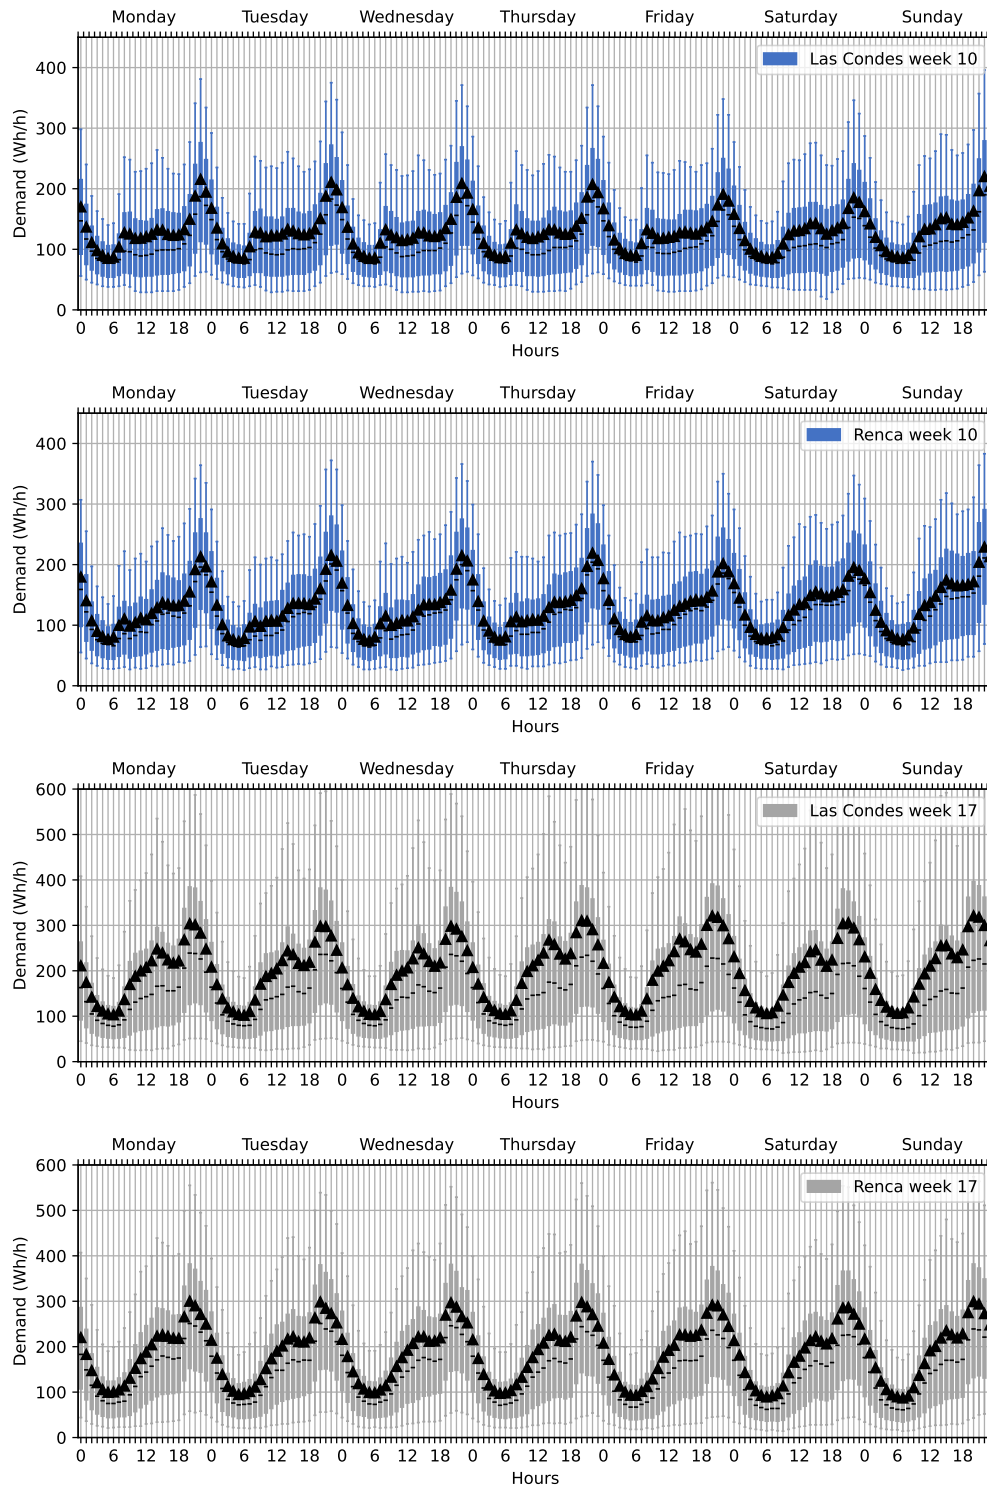 Monday Tuesday Wednesday Thursday Friday Saturday Sunday
Las Condes week 10
400
300
200
100
0
Demand (Wh/h)
0 6 12 18 0 6 12 18 0 6 12 18 0 6 12 18 0 6 12 18 0 6 12 18 0 6 12 18
Hours
Monday Tuesday Wednesday Thursday Friday Saturday Sunday
Renca week 10
400
300
200
100
0
Demand (Wh/h)
0 6 12 18 0 6 12 18 0 6 12 18 0 6 12 18 0 6 12 18 0 6 12 18 0 6 12 18
Hours
Monday Tuesday Wednesday Thursday Friday Saturday Sunday
600
Las Condes week 17
500
400
300
200
100
0
Demand (Wh/h)
0 6 12 18 0 6 12 18 0 6 12 18 0 6 12 18 0 6 12 18 0 6 12 18 0 6 12 18
Hours
Monday Tuesday Wednesday Thursday Friday Saturday Sunday
600
Renca week 17
500
400
300
200
100
0
Demand (Wh/h)
0 6 12 18 0 6 12 18 0 6 12 18 0 6 12 18 0 6 12 18 0 6 12 18 0 6 12 18
Hours